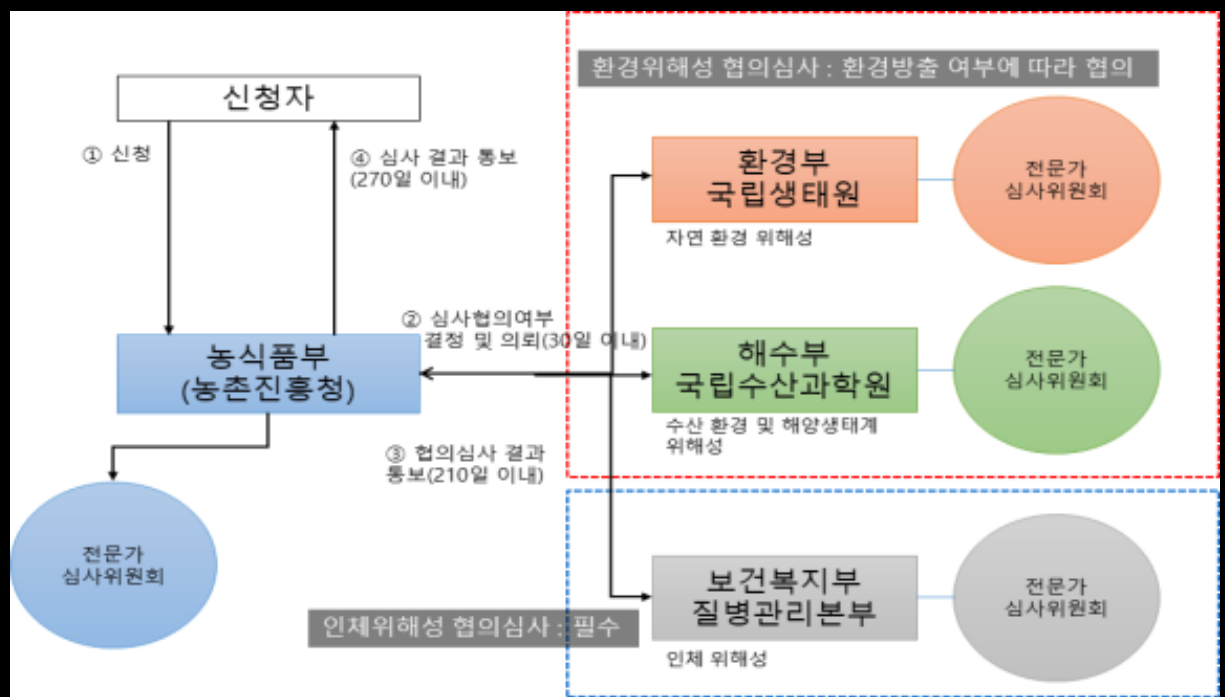 환경위해성 협의심사 : 환경방출 여부에 따라 협의
신청자
① 신청
④ 심사 결과 통보
(270일 이내)
환경부
국립생태원
자연 환경 위해성
전문가
심사위원회
② 심사협의여부
결정 및 의뢰(30일 이내)
농식품부
(농촌진흥청)
해수부
국립수산과학원
수산 환경 및 해양생태계
위해성
전문가
심사위원회
③ 협의심사 결과
통보(210일 이내)
전문가
심사위원회
보건복지부
질병관리본부
인체 위해성
전문가
심사위원회
인체위해성 협의심사 : 필수